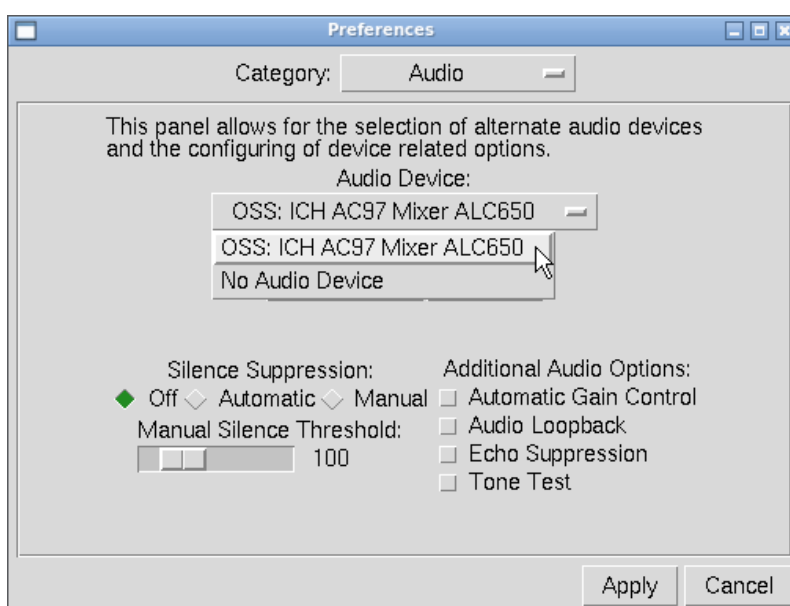 Preferences
Category: Audio
This panel allows for the selection of alternate audio devices
and the configuring of device related options.
Audio Device:
OSS: ICH AC97 Mixer ALC650
OSS: ICH AC97 Mixer ALC650
No Audio Device
Silence Suppression:
Off Automatic Manual
Manual Silence Threshold:
100
Additional Audio Options:
Automatic Gain Control
Audio Loopback
Echo Suppression
Tone Test
Apply Cancel